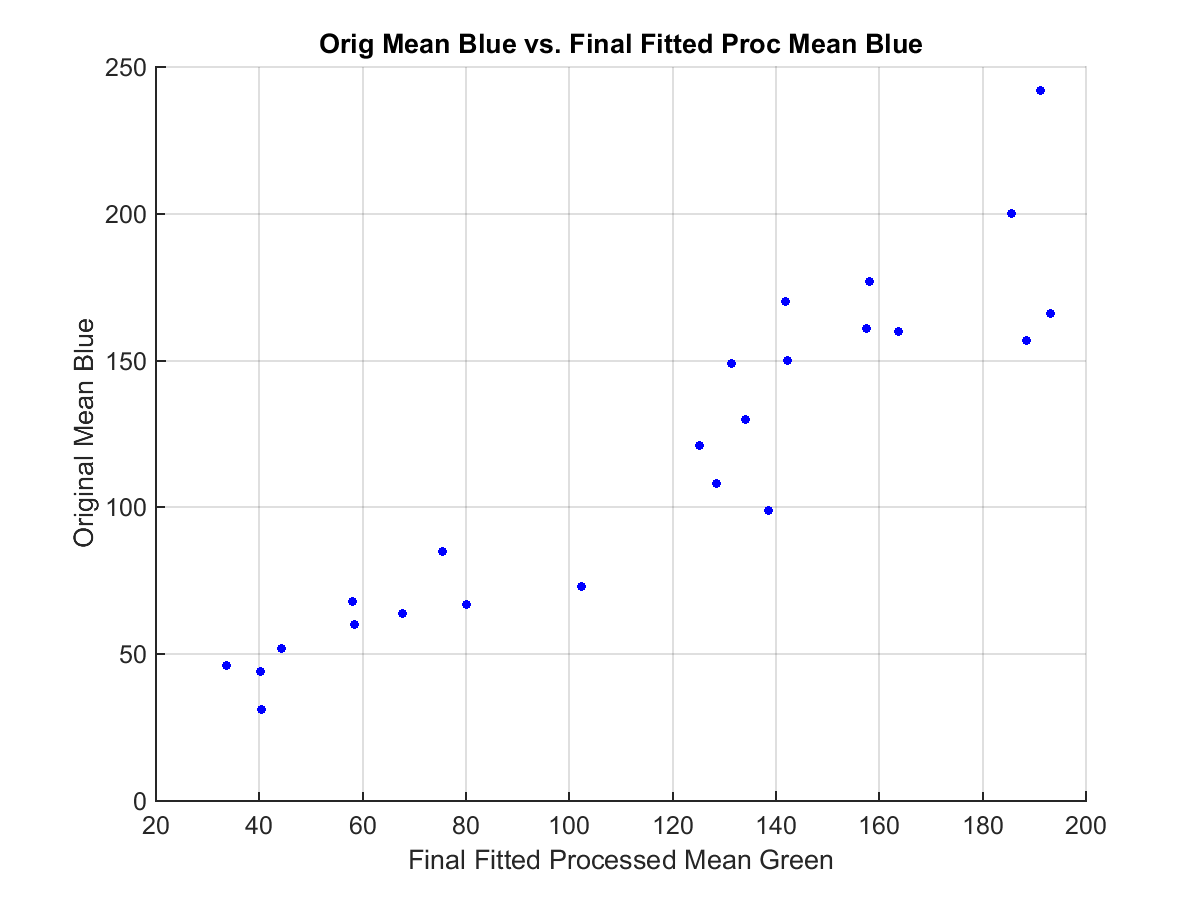 Orig Mean Blue vs. Final Fitted Proc Mean Blue
250
200
150
100
50
0
Original Mean Blue
20 40 60 80 100 120 140 160 180 200
Final Fitted Processed Mean Green